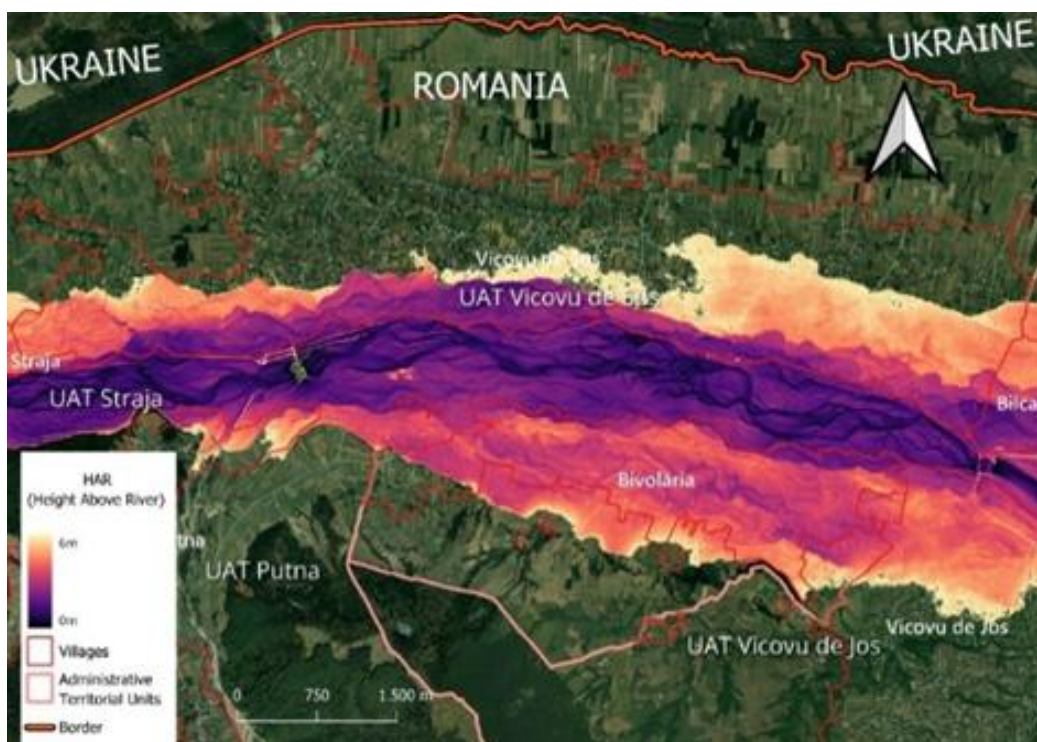 UKRAINE
UKRAINE
ROMANIA
Vicovu de Jos
UAT Vicovu de Jos
Straja
UAT Straja
Bilca
Bivolăria
HAR
(Height Above River)
6m
0m
tna
UAT Putna
Vicovu de Jos
UAT Vicovu de Jos
Villages
Administrative
Territorial Units
Border
0 750 1.500 m